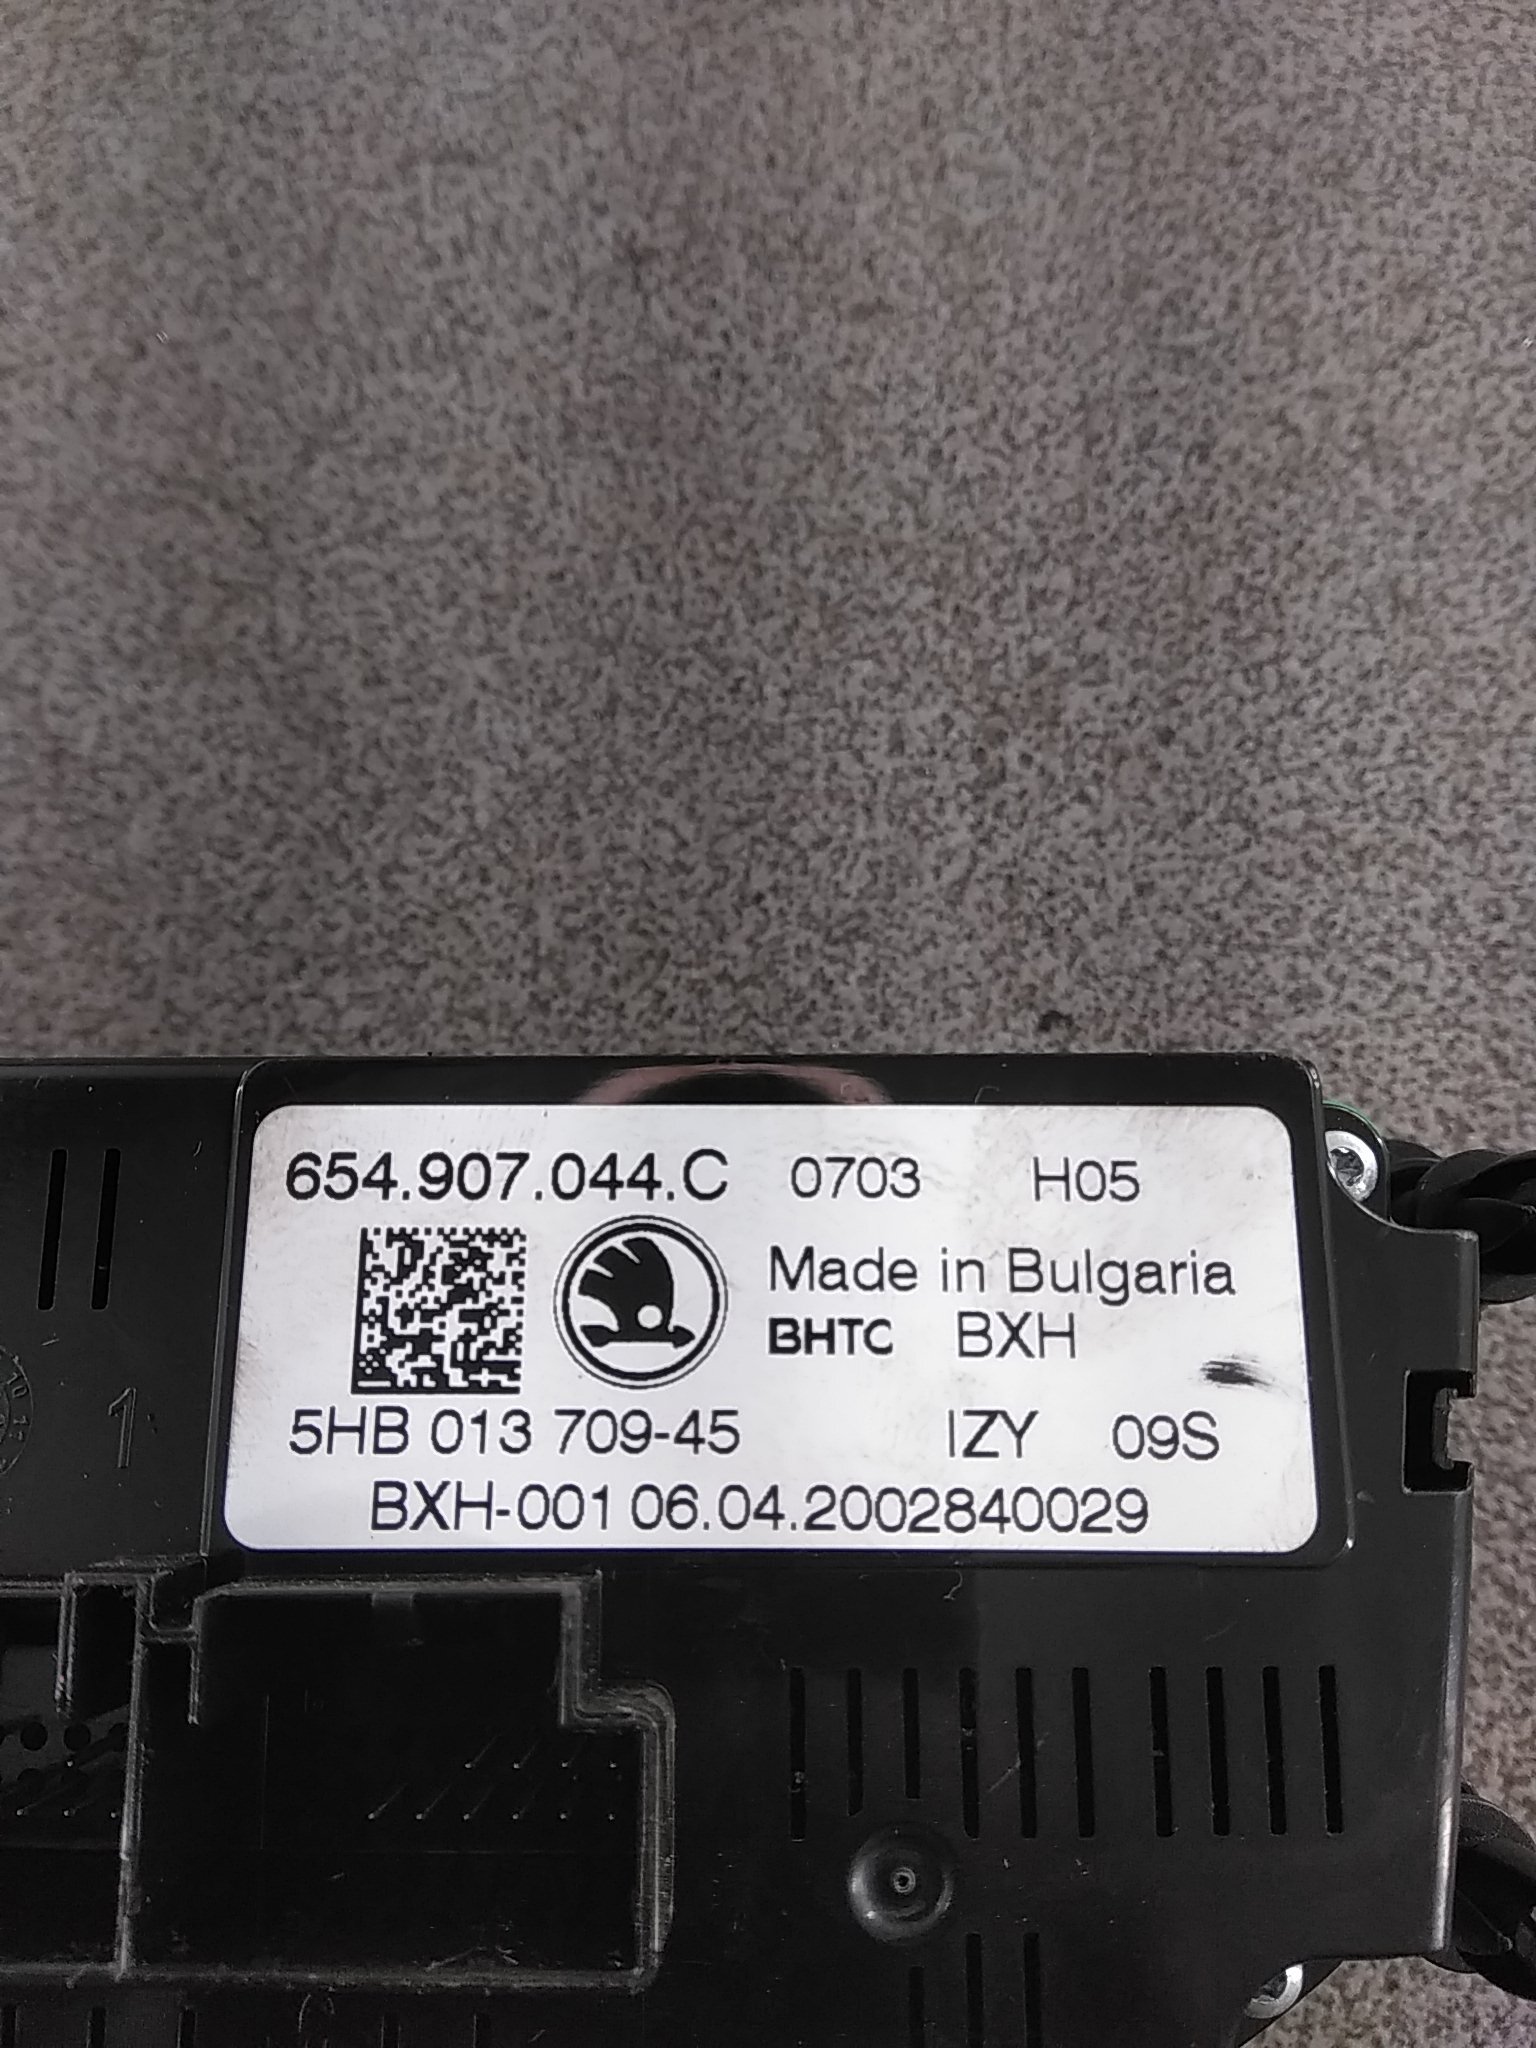 654.907.044.C 0703 H05
Made in Bulgaria
BHTC BXH
5HB 013 709-45 IZY 09S
BXH-001 06.04.2002840029
1